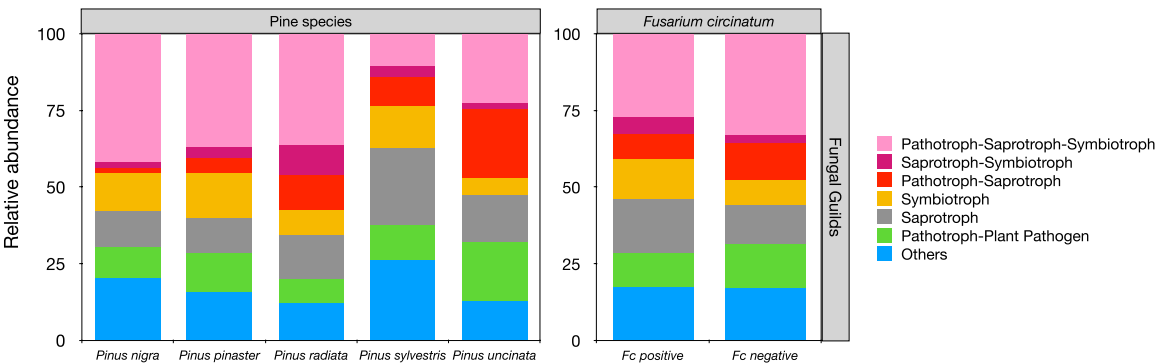 Pine species
Fusarium circinatum
Relative abundance
100
75
50
25
0
Pinus nigra
Pinus pinaster
Pinus radiata
Pinus sylvestris
Pinus uncinata
100
75
50
25
0
Fc positive
Fc negative
Fungal Guilds
Pathotroph-Saprotroph-Symbiotroph
Saprotroph-Symbiotroph
Pathotroph-Saprotroph
Symbiotroph
Saprotroph
Pathotroph-Plant Pathogen
Others